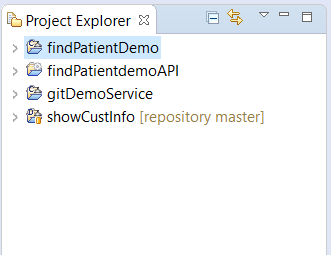 Project Explorer
findPatientDemo
findPatientdemoAPI
gitDemoService
showCustInfo [repository master]